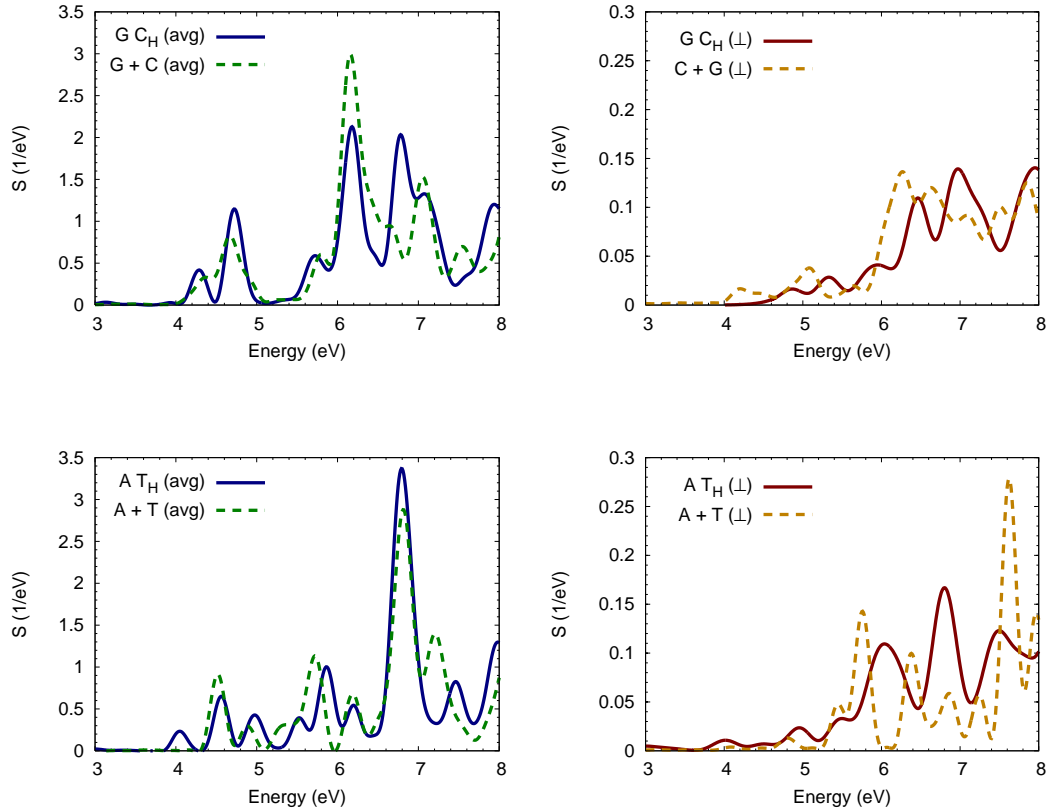 G C_H (avg)
G + C (avg)
S (1/eV)
3.5
3
2.5
2
1.5
1
0.5
0
3 4 5 6 7 8
Energy (eV)
G C_H (⊥)
C + G (⊥)
S (1/eV)
0.3
0.25
0.2
0.15
0.1
0.05
0
3 4 5 6 7 8
Energy (eV)
A T_H (avg)
A + T (avg)
S (1/eV)
3.5
3
2.5
2
1.5
1
0.5
0
3 4 5 6 7 8
Energy (eV)
A T_H (⊥)
A + T (⊥)
S (1/eV)
0.3
0.25
0.2
0.15
0.1
0.05
0
3 4 5 6 7 8
Energy (eV)